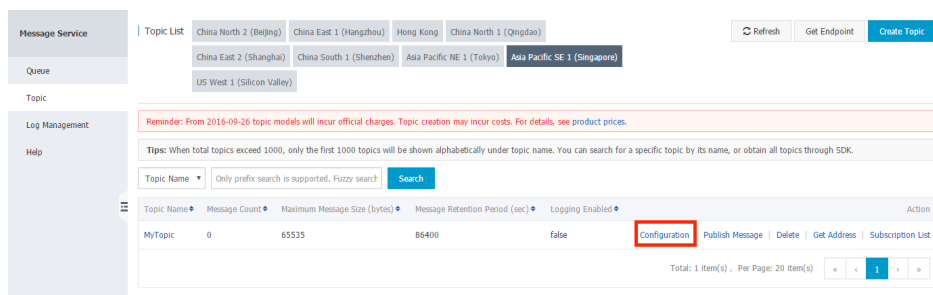 Message Service
Queue
Topic
Log Management
Help
Topic List
China North 2 (Beijing) China East 1 (Hangzhou) Hong Kong China North 1 (Qingdao)
China East 2 (Shanghai) China South 1 (Shenzhen) Asia Pacific NE 1 (Tokyo) Asia Pacific SE 1 (Singapore)
US West 1 (Silicon Valley)
Refresh Get Endpoint Create Topic
Reminder: From 2016-09-26 topic models will incur official charges. Topic creation may incur costs. For details, see product prices.
Tips: When total topics exceed 1000, only the first 1000 topics will be shown alphabetically under topic name. You can search for a specific topic by its name, or obtain all topics through SDK.
Topic Name Only prefix search is supported. Fuzzy search Search
Topic Name Message Count Maximum Message Size (bytes) Message Retention Period (sec) Logging Enabled Action
MyTopic 0 65535 86400 false Configuration Publish Message | Delete | Get Address | Subscription List
Total: 1 item(s) , Per Page: 20 item(s) « ‹ 1 › »